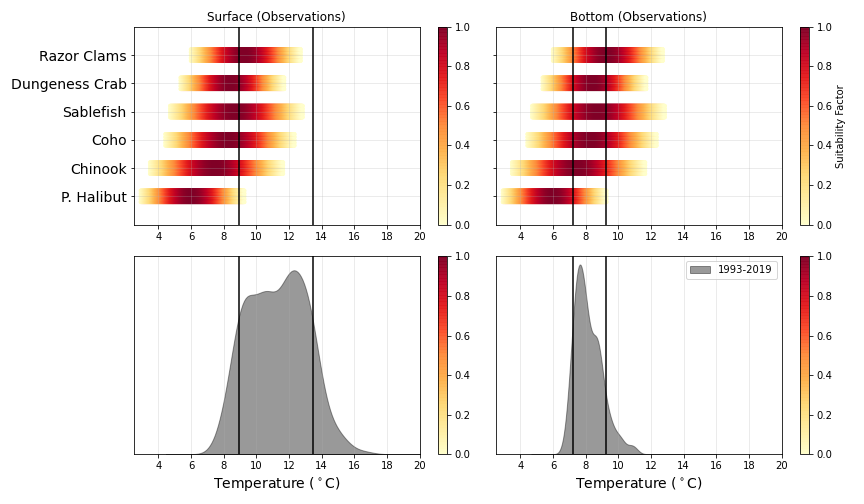 Surface (Observations)
Bottom (Observations)
Razor Clams
Dungeness Crab
Sablefish
Coho
Chinook
P. Halibut
4 6 8 10 12 14 16 18 20
1.0
0.8
0.6
0.4
0.2
0.0
4 6 8 10 12 14 16 18 20
1.0
0.8
0.6
0.4
0.2
0.0
Suitability Factor
4 6 8 10 12 14 16 18 20
Temperature (°C)
1.0
0.8
0.6
0.4
0.2
0.0
1993-2019
4 6 8 10 12 14 16 18 20
Temperature (°C)
1.0
0.8
0.6
0.4
0.2
0.0